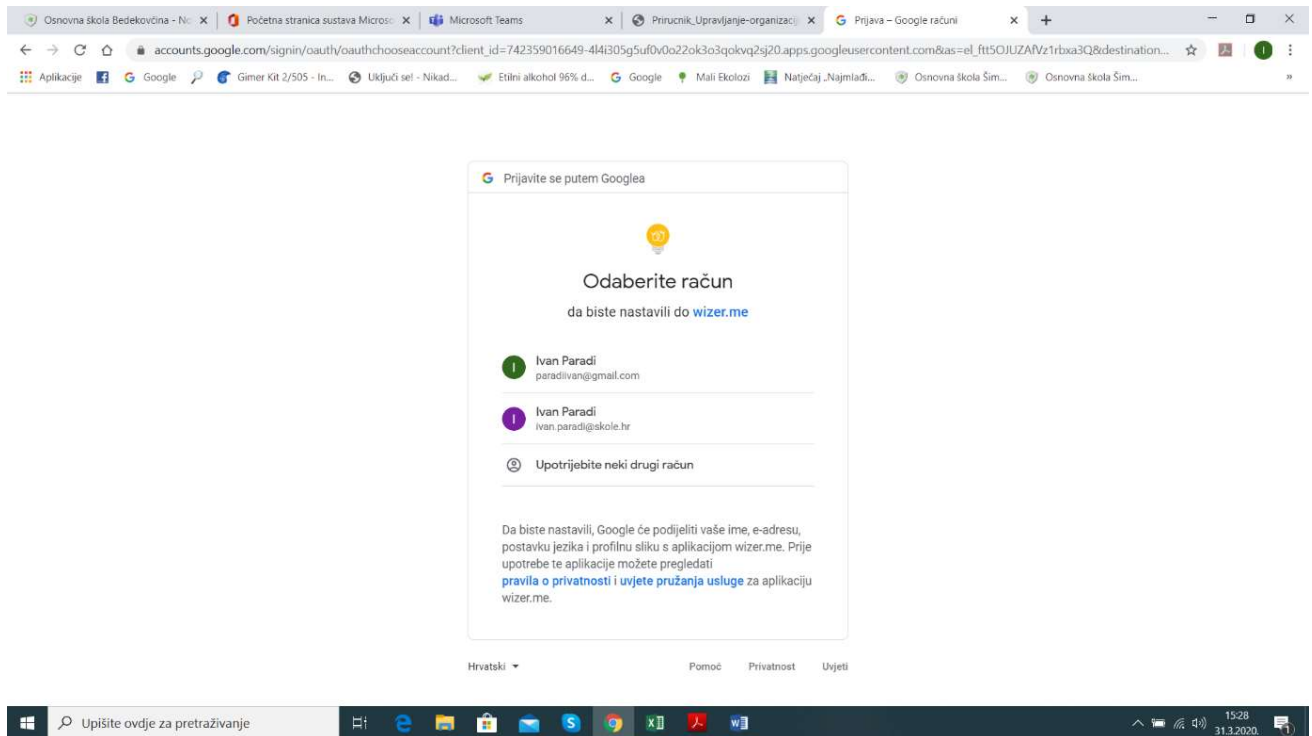 Osnovna škola Bedekovčina - No
Početna stranica sustava Microso
Microsoft Teams
Prirucnik_Upravljanje-organizacij
Prijava – Google računi
accounts.google.com/signin/oauth/oauthchooseaccount?client_id=742359016649-4l4i305g5uf0v0o22ok3o3qokvq2sj20.apps.googleusercontent.com&as=el_ftt5OJUZAfVz1rbxa3Q&destination...
Aplikacije
Google
Gimer Kit 2/505 - In...
Uključi se! - Nikad...
Etilni alkohol 96% d...
Google
Mali Ekolozi
Natječaj „Najmlađi...
Osnovna škola Šim...
Osnovna škola Šim...
Prijavite se putem Googlea
Odaberite račun
da biste nastavili do wizer.me
I
Ivan Paradi
paradiivan@gmail.com
I
Ivan Paradi
ivan.paradi@skole.hr
Upotrijebite neki drugi račun
Da biste nastavili, Google će podijeliti vaše ime, e-adresu,
postavku jezika i profilnu sliku s aplikacijom wizer.me. Prije
upotrebe te aplikacije možete pregledati
pravila o privatnosti i uvjete pružanja usluge za aplikaciju
wizer.me.
Hrvatski
Pomoć
Privatnost
Uvjeti
Upišite ovdje za pretraživanje
15:28
31.3.2020.